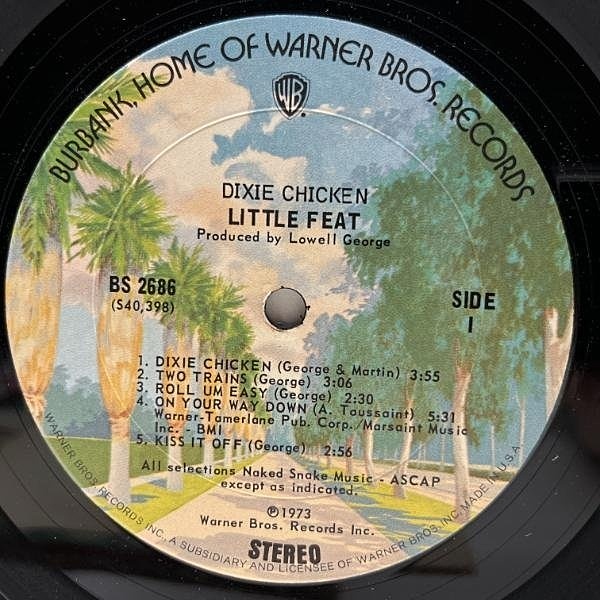 BURBANK, HOME OF WARNER BROS. RECORDS
WB
®
DIXIE CHICKEN
LITTLE FEAT
Produced by Lowell George
BS 2686
(S40,398)
SIDE
1
1. DIXIE CHICKEN (George & Martin) 3:55
2. TWO TRAINS (George) 3:06
3. ROLL UM EASY (George) 2:30
4. ON YOUR WAY DOWN (A. Toussaint) 5:31
Warner-Tamerlane Pub. Corp./Marsaint Music
Inc. - BMI
5. KISS IT OFF (George) 2:56
All selections Naked Snake Music - ASCAP
except as indicated.
℗1973
Warner Bros. Records Inc.
STEREO
WARNER BROS. RECORDS INC., A SUBSIDIARY AND LICENSEE OF WARNER BROS. INC. MADE IN U.S.A.